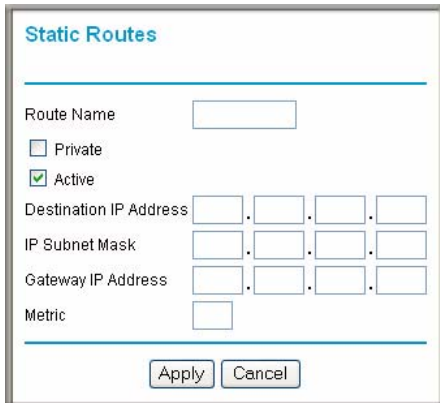 Static Routes
Route Name
Private
Active
Destination IP Address . . .
IP Subnet Mask . . .
Gateway IP Address . . .
Metric
Apply Cancel